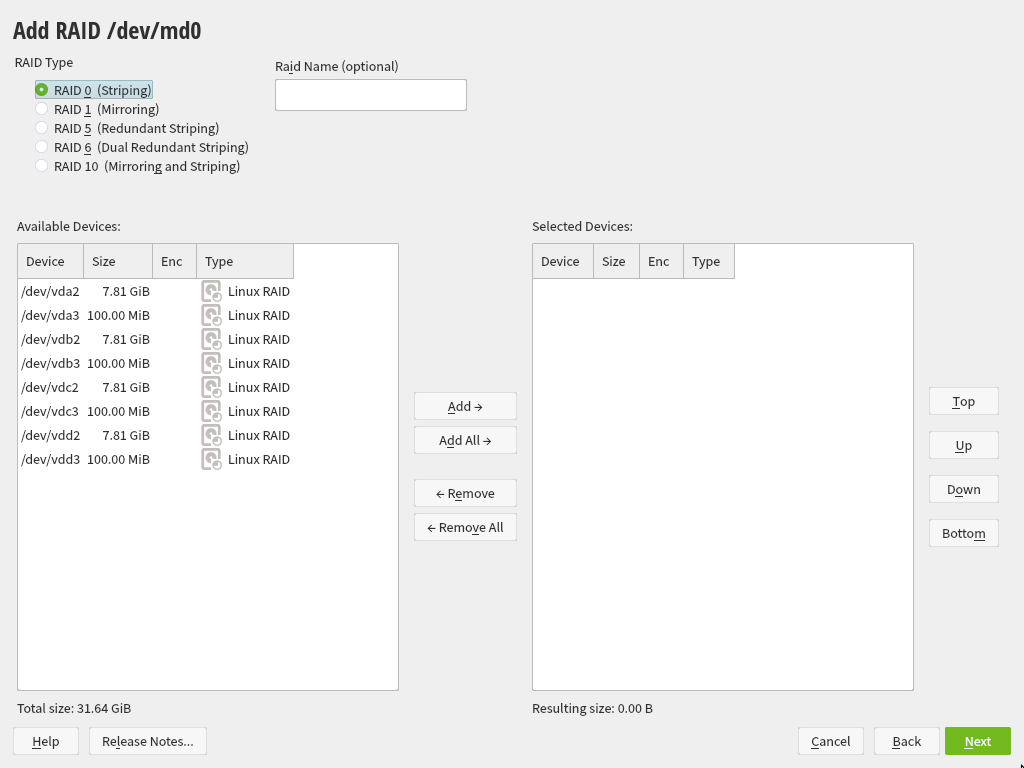 Add RAID /dev/md0
RAID Type
RAID 0 (Striping)
RAID 1 (Mirroring)
RAID 5 (Redundant Striping)
RAID 6 (Dual Redundant Striping)
RAID 10 (Mirroring and Striping)
Raid Name (optional)
Available Devices:
Device Size Enc Type
/dev/vda2 7.81 GiB Linux RAID
/dev/vda3 100.00 MiB Linux RAID
/dev/vdb2 7.81 GiB Linux RAID
/dev/vdb3 100.00 MiB Linux RAID
/dev/vdc2 7.81 GiB Linux RAID
/dev/vdc3 100.00 MiB Linux RAID
/dev/vdd2 7.81 GiB Linux RAID
/dev/vdd3 100.00 MiB Linux RAID
Total size: 31.64 GiB
Add →
Add All →
← Remove
← Remove All
Selected Devices:
Device Size Enc Type
Resulting size: 0.00 B
Top
Up
Down
Bottom
Help Release Notes... Cancel Back Next